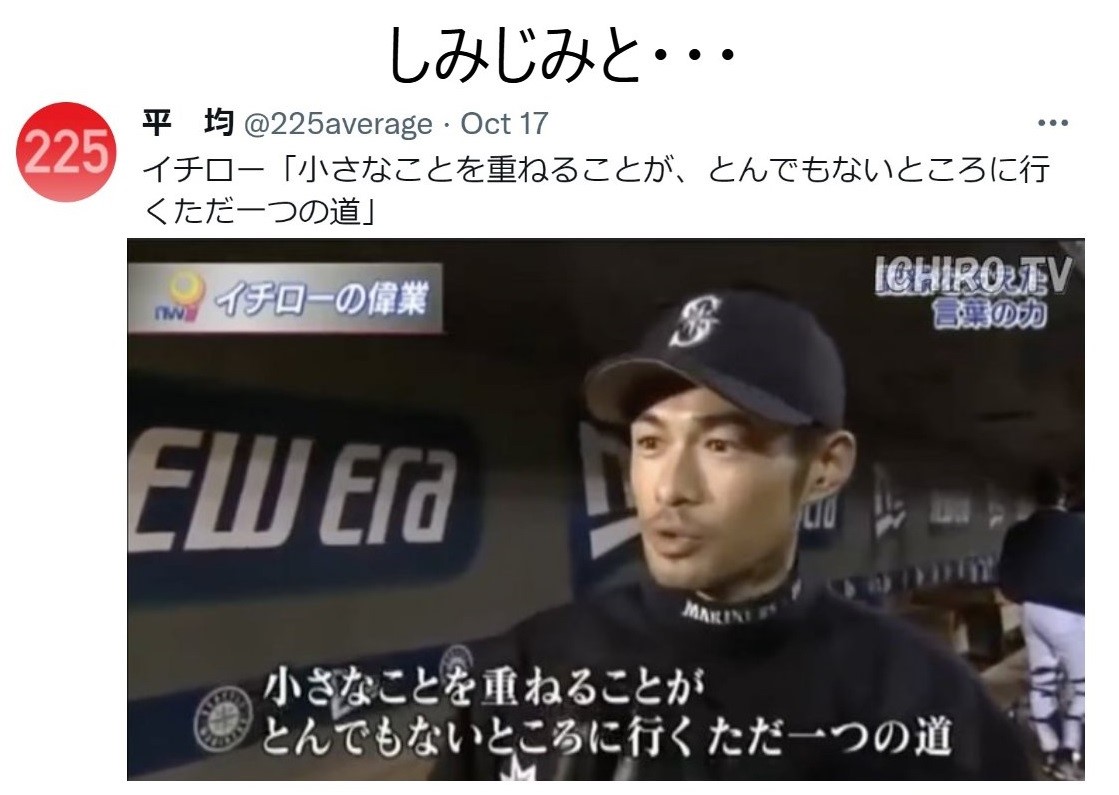 しみじみと・・・
225
平 均 @225average · Oct 17
イチロー「小さなことを重ねることが、とんでもないところに行
くただ一つの道」
nw9 イチローの偉業
ICHIRO TV
言葉の力
EW ERA
MARINERS
小さなことを重ねることが
とんでもないところに行くただ一つの道